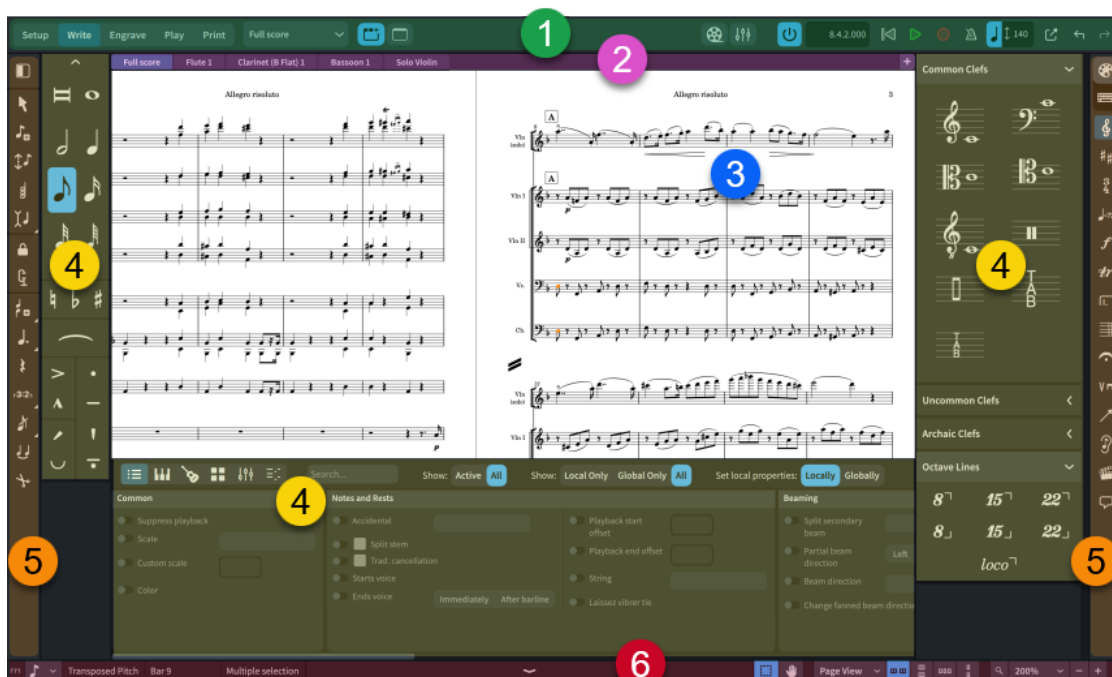 Setup Write Engrave Play Print Full score 1 8.4.2.000 140
2
Full score Flute 1 Clarinet (B Flat) 1 Bassoon 1 Solo Violin +
Common Clefs
Allegro risoluto
Allegro risoluto 3
A
Vln
(solo)
3
A
Vln I
p
Vln II
p
Vc.
Cb.
4
4
T
A
B
T
A
B
12
Vln
(solo)
Vln I
p
Uncommon Clefs
Archaic Clefs
Octave Lines
8 15 22
8 15 22
loco
5
5
Search... Show: Active All Show: Local Only Global Only All Set local properties: Locally Globally
4
Common
Suppress playback
Scale
Custom scale
Color
Notes and Rests
Accidental
Split stem
Trad. cancellation
Starts voice
Ends voice Immediately After barline
Playback start
offset
Playback end offset
String
Laissez vibrer tie
Beaming
Split secondary
beam
Partial beam
direction Left
Beam direction
Change fanned beam directio
6
Transposed Pitch Bar 9 Multiple selection Page View 200% − +